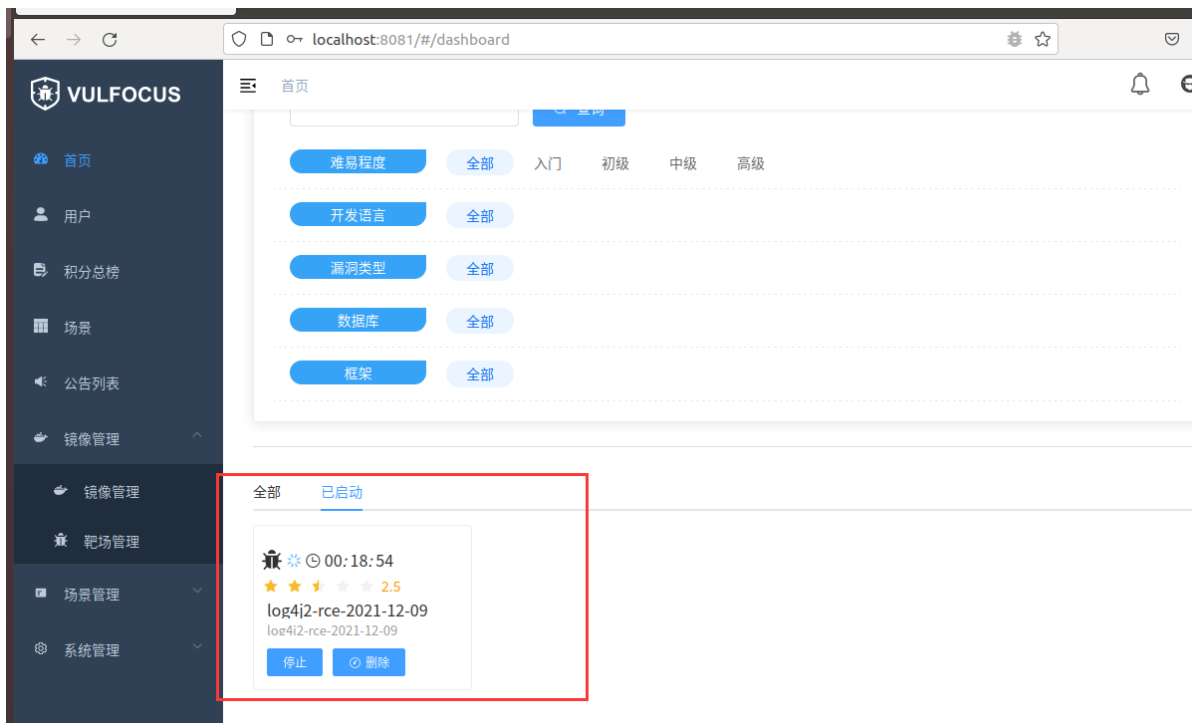 localhost:8081/#/dashboard
VULFOCUS
首页
首页
用户
积分总榜
场景
公告列表
镜像管理
镜像管理
靶场管理
场景管理
系统管理
查询
难易程度 全部 入门 初级 中级 高级
开发语言 全部
漏洞类型 全部
数据库 全部
框架 全部
全部 已启动
00:18:54
2.5
log4j2-rce-2021-12-09
log4j2-rce-2021-12-09
停止 删除